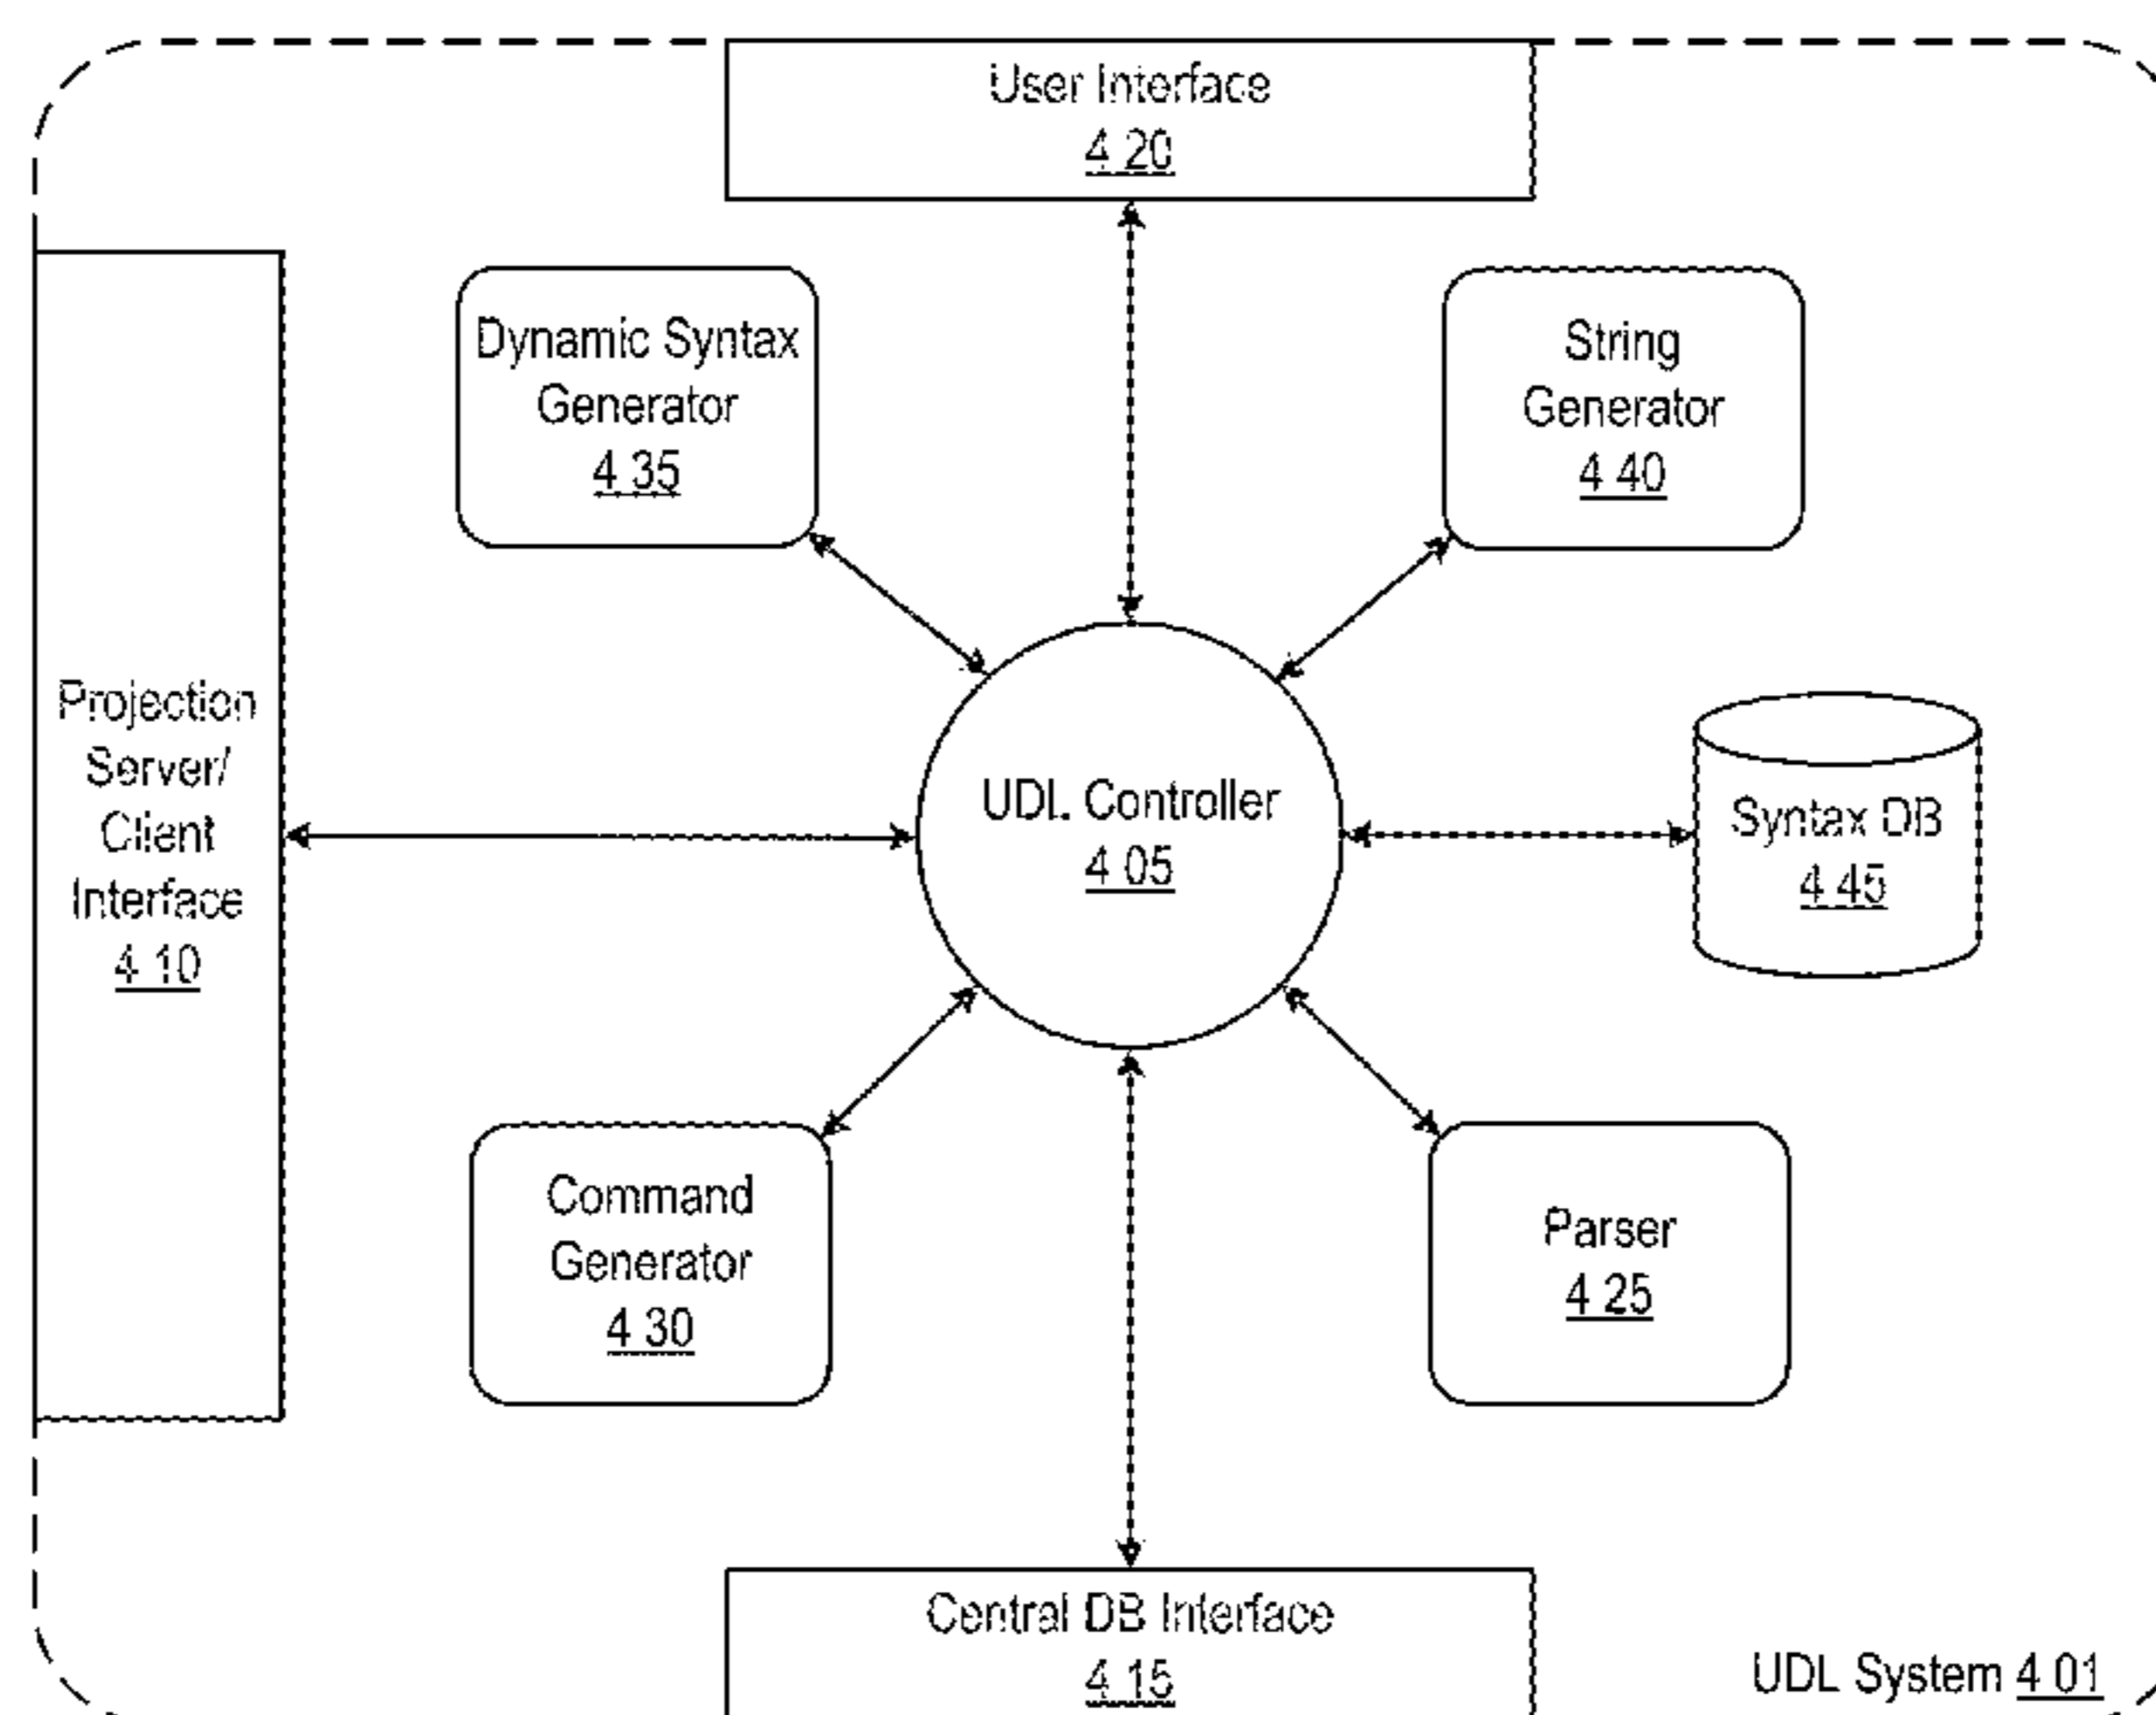 User Interface
4 20
Dynamic Syntax
Generator
4 35
String
Generator
4 40
Projection
Server/
Client
Interface
4 10
UDL Controller
4 05
Syntax DB
4 45
Command
Generator
4 30
Parser
4 25
Central DB Interface
4 15
UDL System 4 01